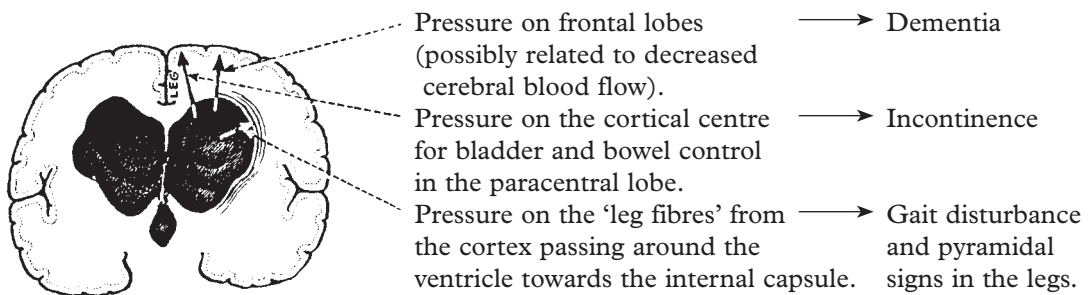 Pressure on frontal lobes → Dementia
(possibly related to decreased
cerebral blood flow).
LEG
Pressure on the cortical centre → Incontinence
for bladder and bowel control
in the paracentral lobe.
Pressure on the ‘leg fibres’ from → Gait disturbance
the cortex passing around the and pyramidal
ventricle towards the internal capsule. signs in the legs.